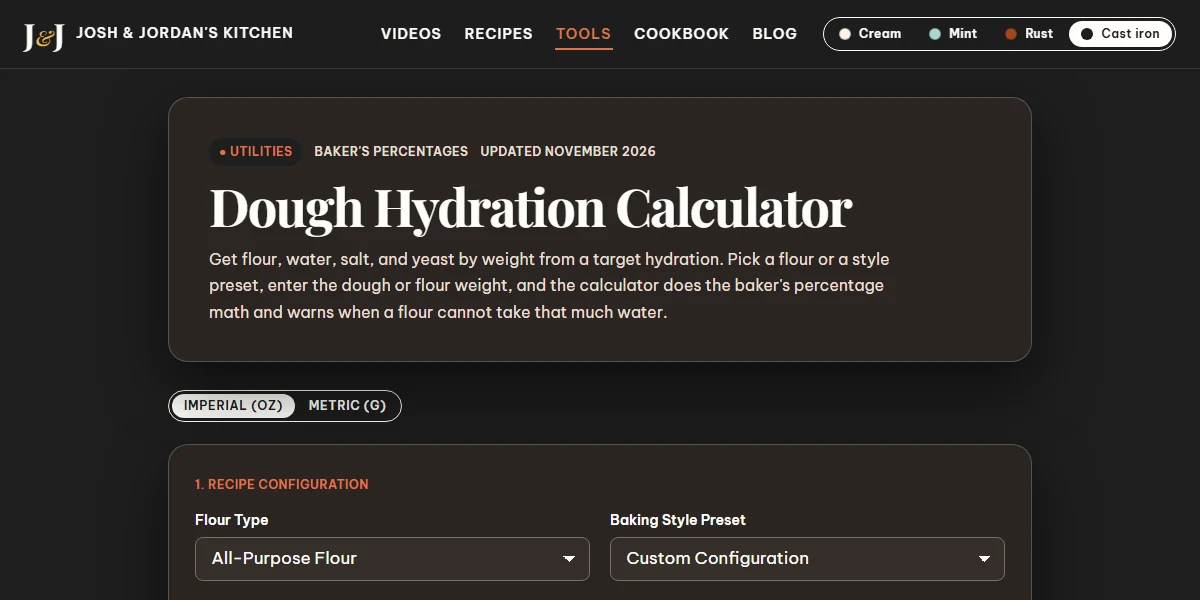 J&J JOSH & JORDAN'S KITCHEN
VIDEOS RECIPES TOOLS COOKBOOK BLOG
Cream Mint Rust Cast iron
• UTILITIES BAKER'S PERCENTAGES UPDATED NOVEMBER 2026
Dough Hydration Calculator
Get flour, water, salt, and yeast by weight from a target hydration. Pick a flour or a style
preset, enter the dough or flour weight, and the calculator does the baker's percentage
math and warns when a flour cannot take that much water.
IMPERIAL (OZ) METRIC (G)
1. RECIPE CONFIGURATION
Flour Type
All-Purpose Flour
Baking Style Preset
Custom Configuration